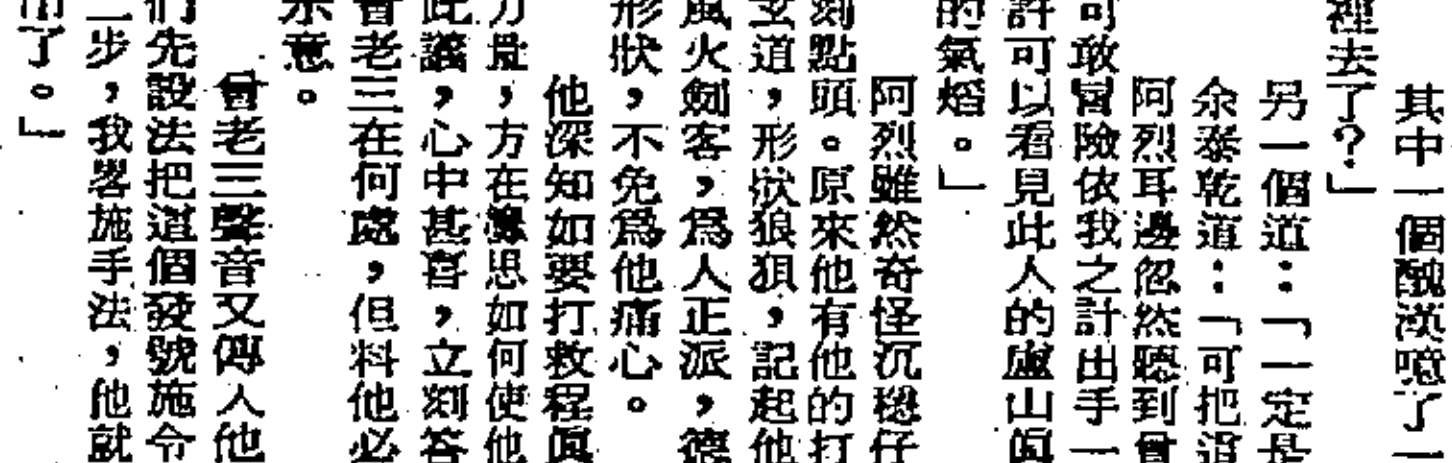 其中一個醜漢噫了一
裡去了？」
另一個道：「一定是
余泰乾道：「可把這
阿烈耳邊忽然聽到曾
可敢冒險依我之計出手一
許可以看見此人的廬山眞
的氣燄。」
阿烈雖然奇怪沉穩仔
刻點頭。原來他有他的打
玄道，形狀狼狽，記起他
風火劍客，爲人正派，德
形狀，不免爲他痛心。
他深知如要打救程眞
力量，方在尋思如何使他
此議，心中甚喜，立刻答
曾老三在何處，但料他必
示意。
曾老三聲音又傳入他
們先設法把道個發號施令
一步，我畧施手法，他就
了。」